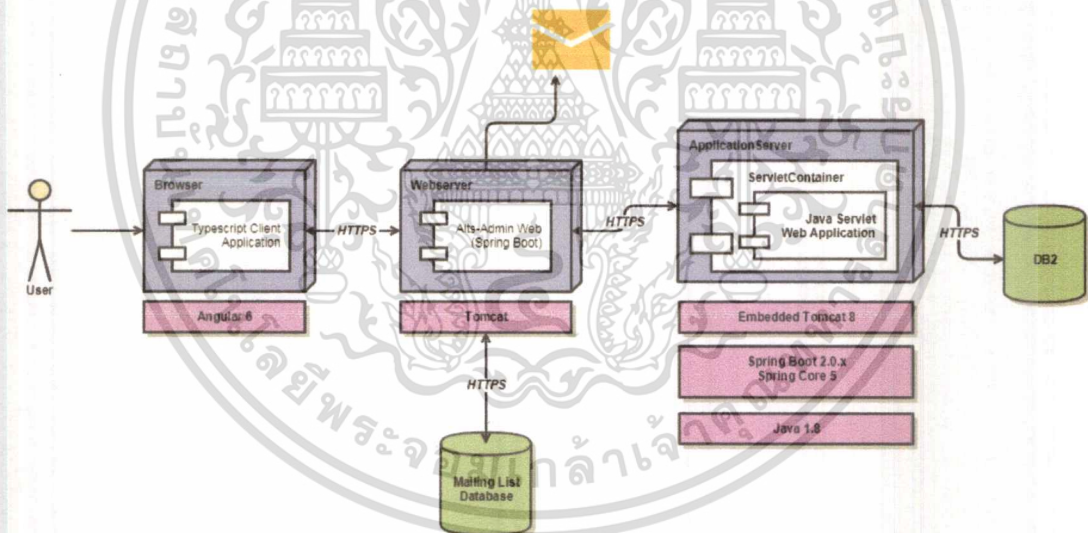 ApplicationServer
Browser
Webserver
ServletContainer
Typescript Client
Application
HTTPS
Alts-Admin Web
(Spring Boot)
HTTPS
Java Servlet
Web Application
HTTPS
DB2
User
Angular 6
Tomcat
Embedded Tomcat 8
Spring Boot 2.0.x
Spring Core 5
HTTPS
Java 1.8
Mailing List
Database